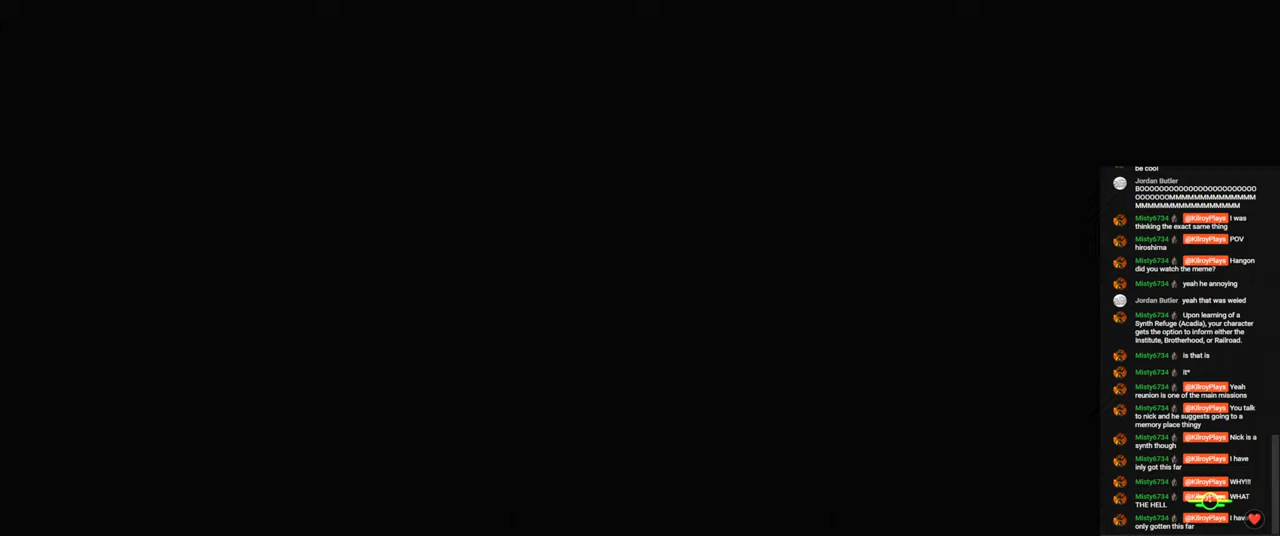 be cool
Jordan Butler
BOOOOOOOOOOOOOOOOOOOOOOOO
OOOOOOOMMMMMMMMMMMMMM
MMMMMMMMMMMMMMMMMM
Misty6734 @KilroyPlays I was
thinking the exact same thing
Misty6734 @KilroyPlays POV
hiroshima
Misty6734 @KilroyPlays Hangon
did you watch the meme?
Misty6734 yeah he annoying
Jordan Butler yeah that was weied
Misty6734 Upon learning of a
Synth Refuge (Acadia), your character
gets the option to inform either the
Institute, Brotherhood, or Railroad.
Misty6734 is that is
Misty6734 it*
Misty6734 @KilroyPlays Yeah
reunion is one of the main missions
Misty6734 @KilroyPlays You talk
to nick and he suggests going to a
memory place thingy
Misty6734 @KilroyPlays Nick is a
synth though
Misty6734 @KilroyPlays I have
inly got this far
Misty6734 @KilroyPlays WHY!!!
Misty6734 @KilroyPlays WHAT
THE HELL
Misty6734 @KilroyPlays I have
only gotten this far